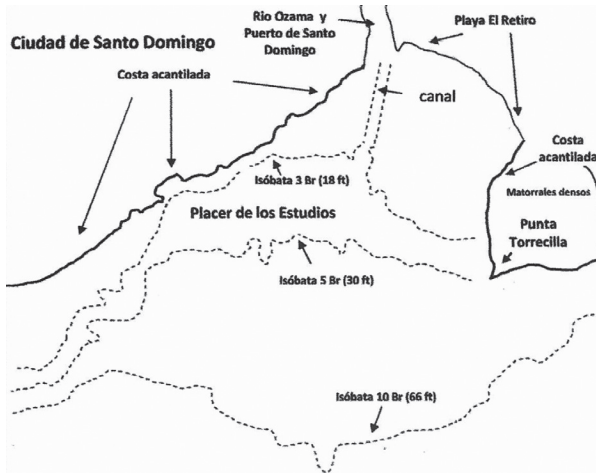 Rio Ozama y
Puerto de Santo
Domingo
Playa El Retiro
Ciudad de Santo Domingo
Costa acantilada
canal
Costa
acantilada
Isóbata 3 Br (18 ft)
Matorrales densos
Placer de los Estudios
Punta
Torrecilla
Isóbata 5 Br (30 ft)
Isóbata 10 Br (66 ft)